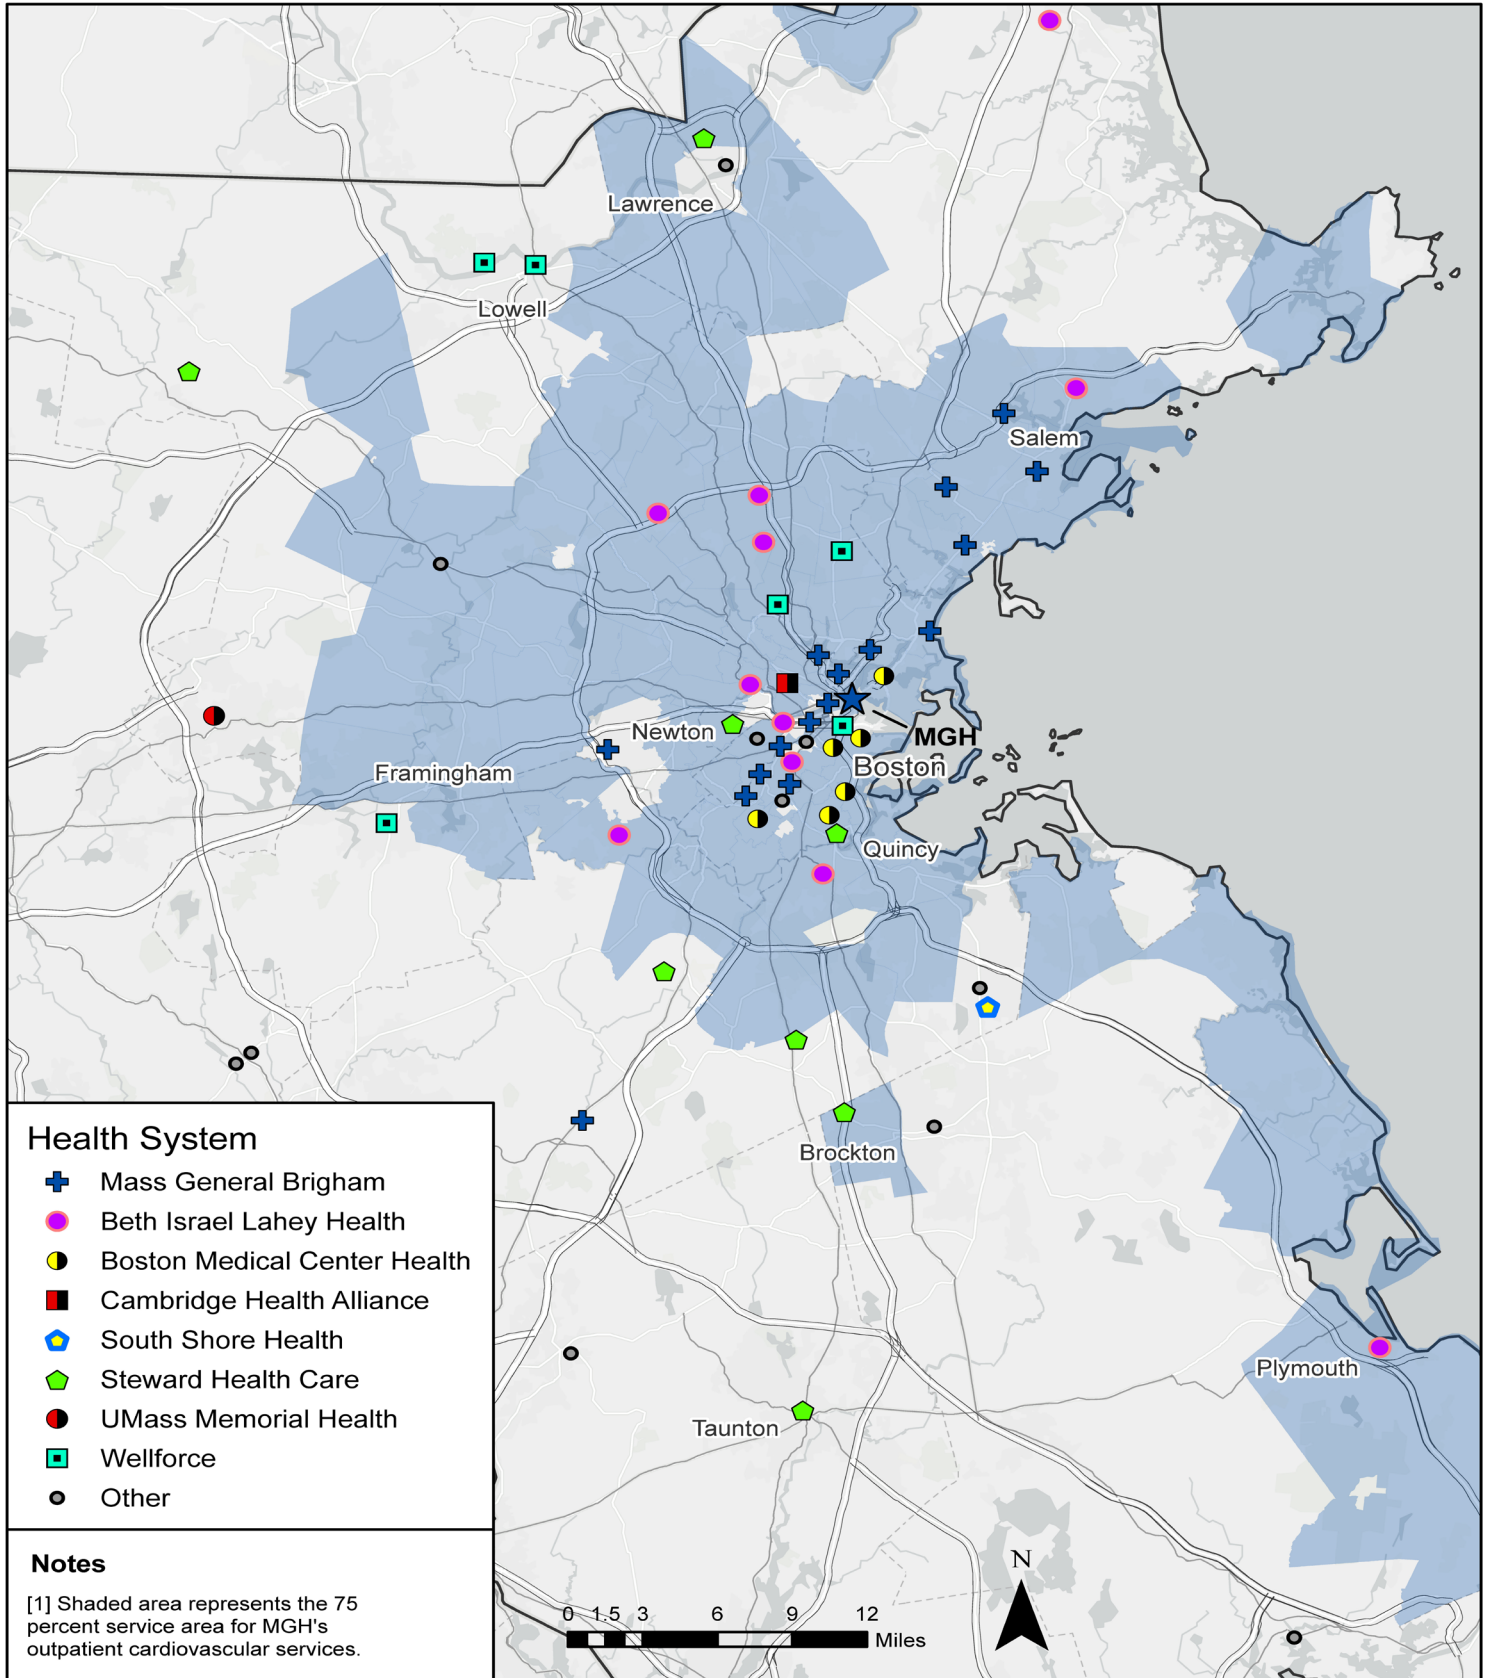 Lawrence
Lowell
Salem
Newton
MGH
Boston
Framingham
Quincy
Brockton
Plymouth
Taunton
Health System
Mass General Brigham
Beth Israel Lahey Health
Boston Medical Center Health
Cambridge Health Alliance
South Shore Health
Steward Health Care
UMass Memorial Health
Wellforce
Other
Notes
[1] Shaded area represents the 75
percent service area for MGH's
outpatient cardiovascular services.
N
0 1.5 3 6 9 12
Miles